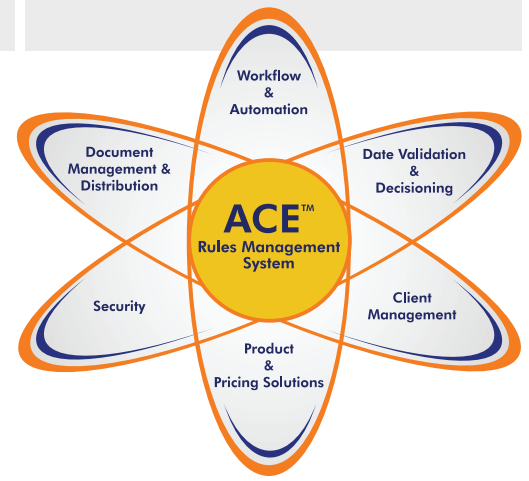 Workflow
&
Automation
Document
Management &
Distribution
Date Validation
&
Decisioning
ACE™
Rules Management
System
Security
Client
Management
Product
&
Pricing Solutions